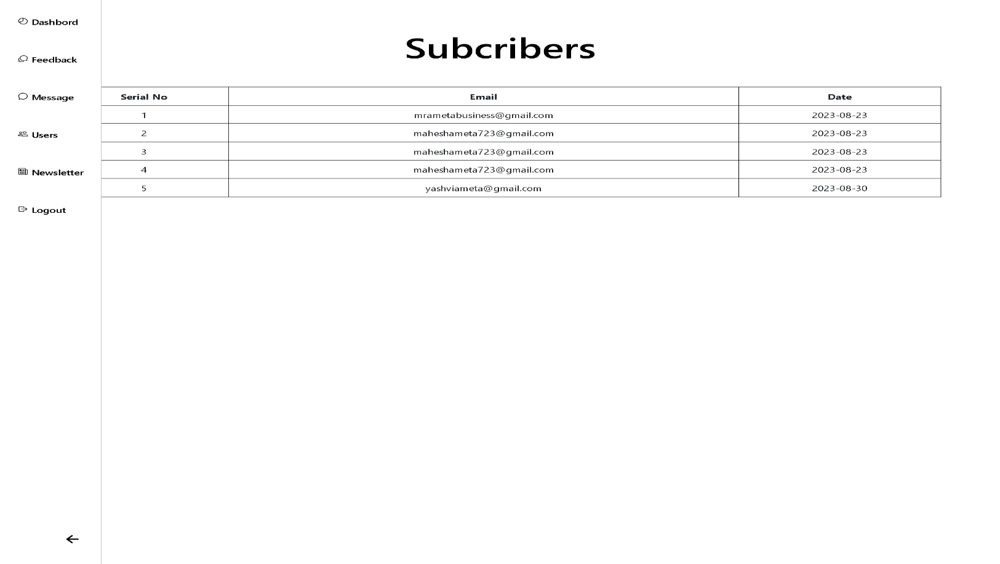 Dashbord
Feedback
Message
Users
Newsletter
Logout
Subcribers
Serial No Email Date
1 mrametabusiness@gmail.com 2023-08-23
2 maheshameta723@gmail.com 2023-08-23
3 maheshameta723@gmail.com 2023-08-23
4 maheshameta723@gmail.com 2023-08-23
5 yashviameta@gmail.com 2023-08-30